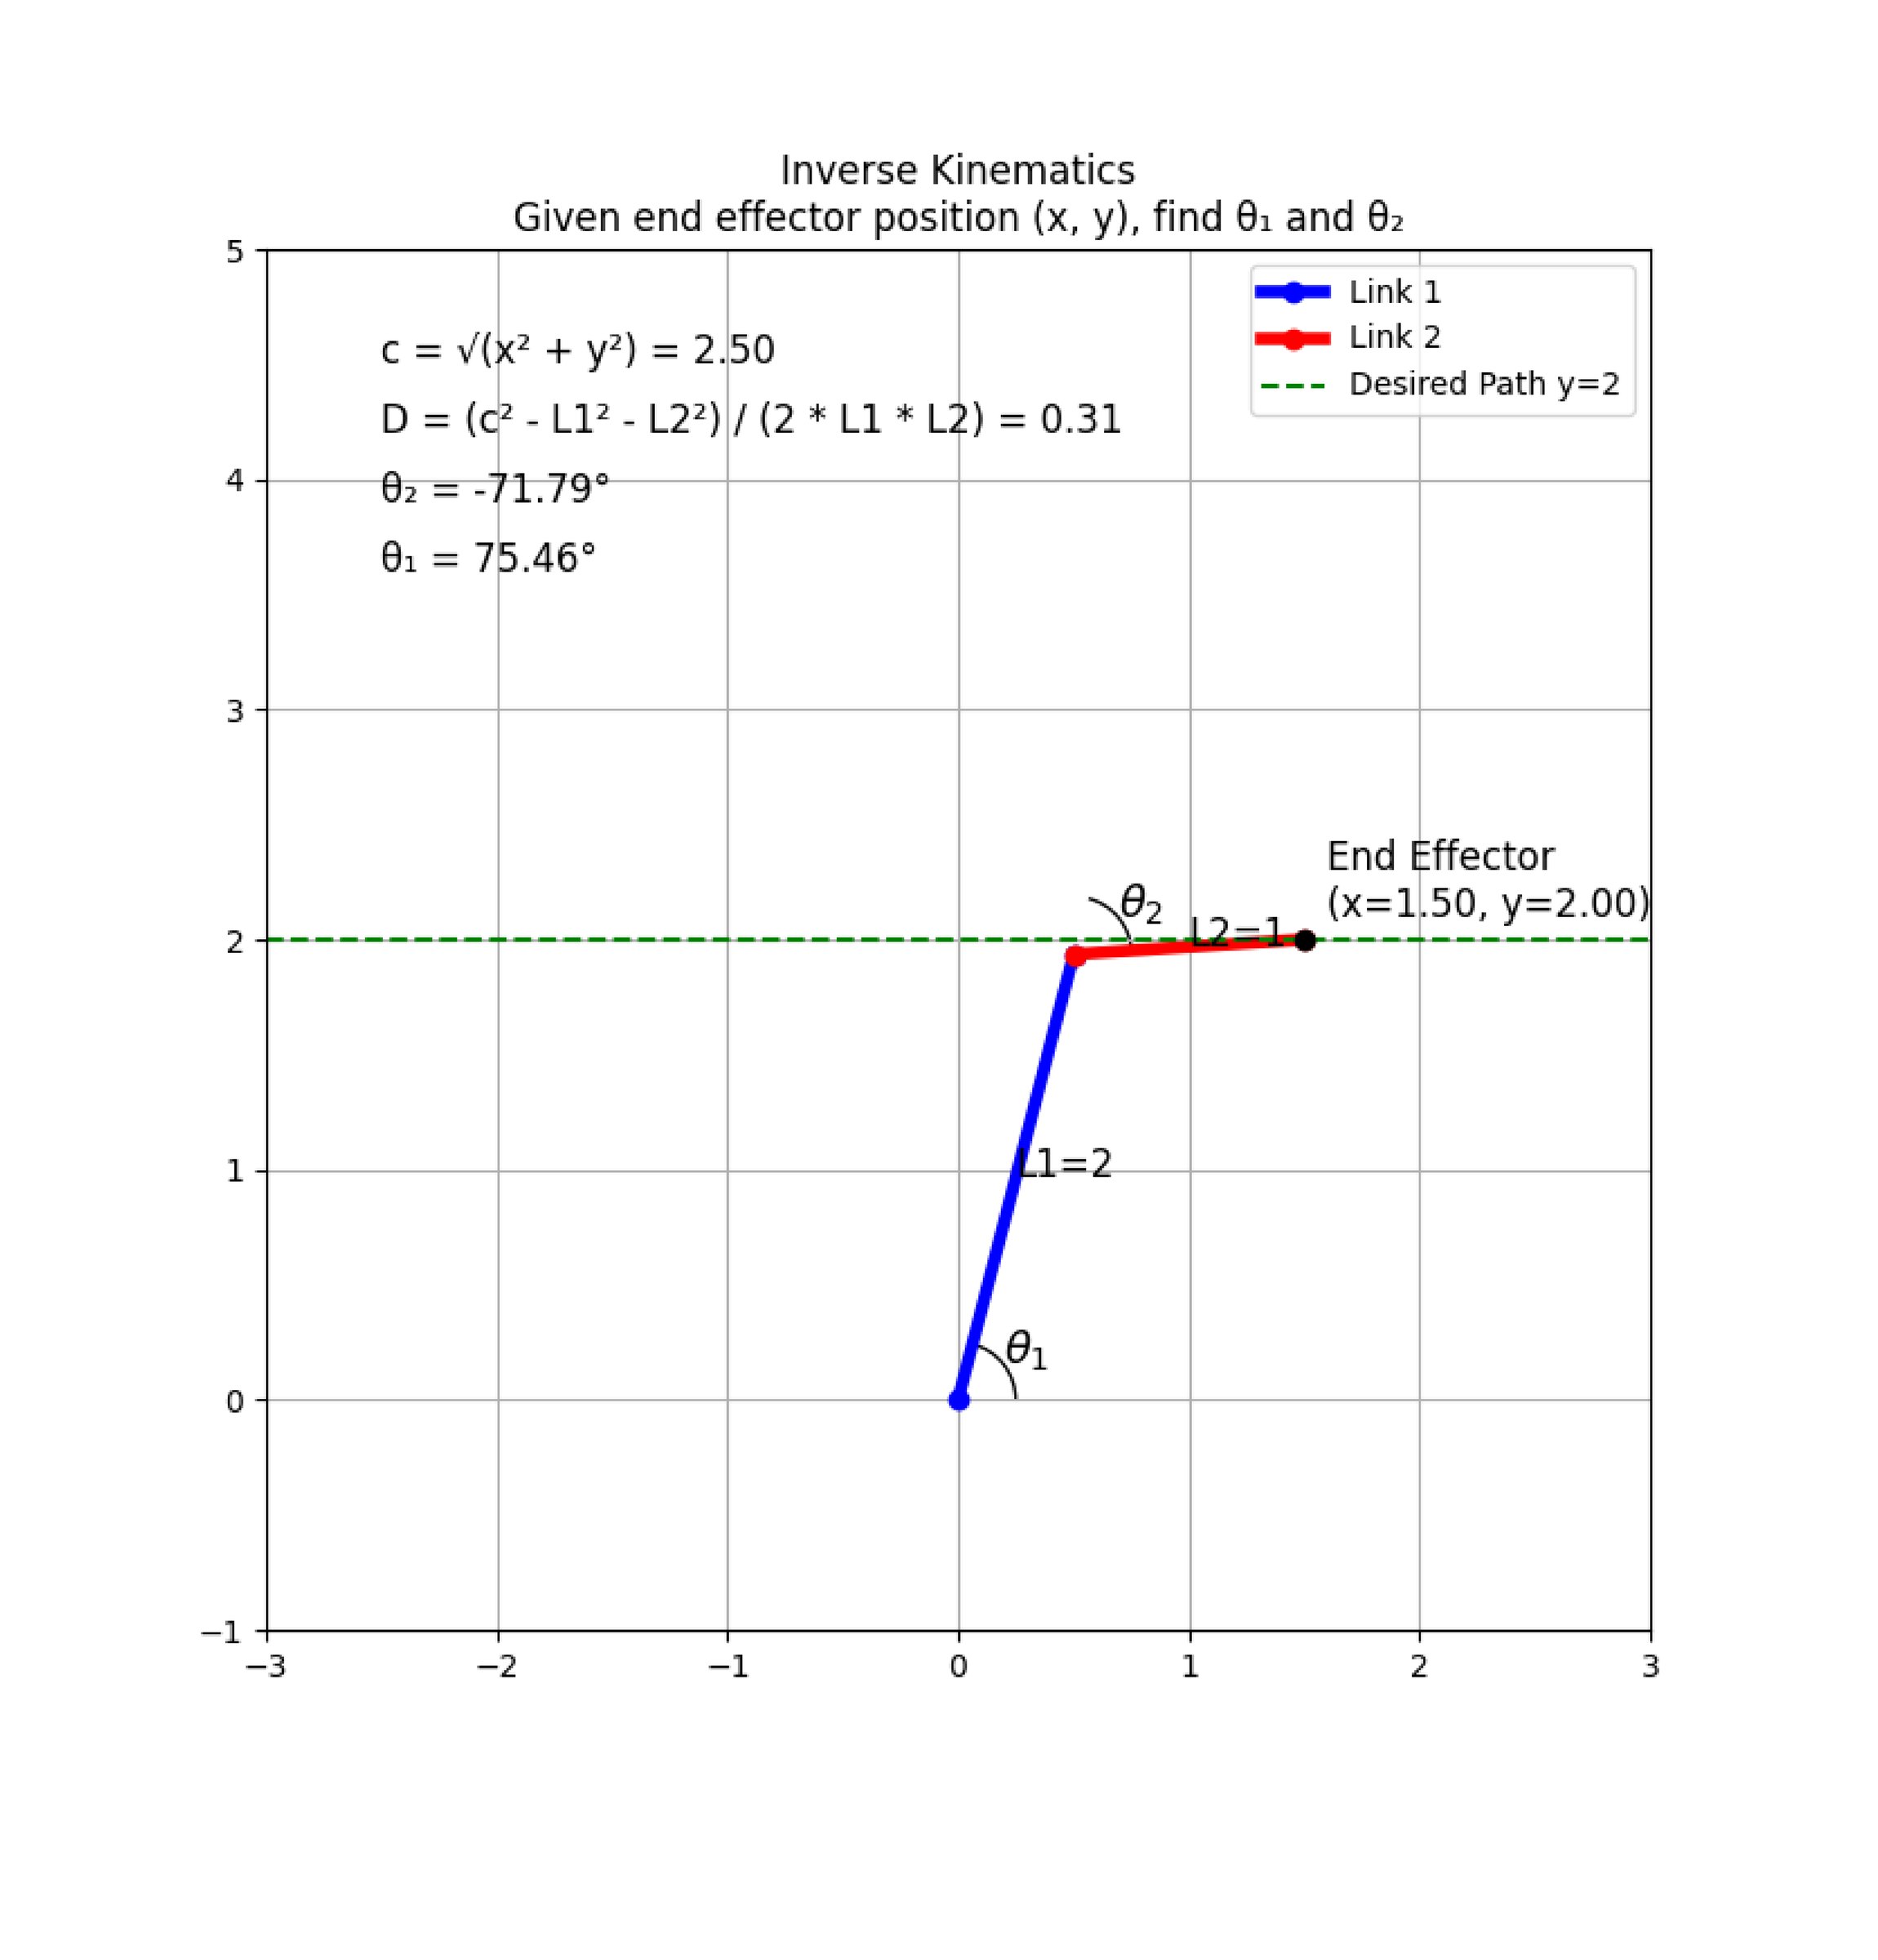 Inverse Kinematics
Given end effector position (x, y), find θ₁ and θ₂
5
Link 1
Link 2
Desired Path y=2
c = √(x² + y²) = 2.50
D = (c² - L1² - L2²) / (2 * L1 * L2) = 0.31
θ₂ = -71.79°
θ₁ = 75.46°
4
3
End Effector
(x=1.50, y=2.00)
θ₂
L2=1
2
L1=2
1
θ₁
0
−1
−3 −2 −1 0 1 2 3